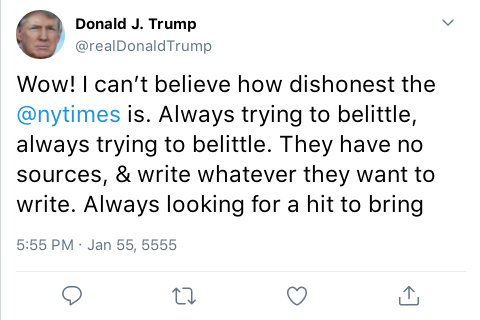 Donald J. Trump
@realDonaldTrump
Wow! I can’t believe how dishonest the
@nytimes is. Always trying to belittle,
always trying to belittle. They have no
sources, & write whatever they want to
write. Always looking for a hit to bring
5:55 PM · Jan 55, 5555